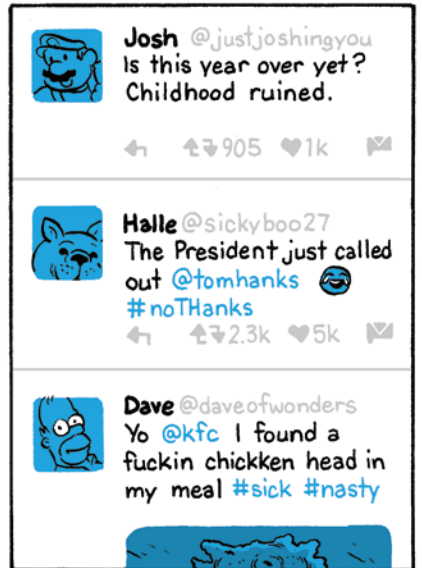 Josh @justjoshingyou
Is this year over yet?
Childhood ruined.
905 1k
Halle @sickyboo27
The President just called
out @tomhanks
#noTHanks
2.3k 5k
Dave @daveofwonders
Yo @kfc I found a
fuckin chickken head in
my meal #sick #nasty